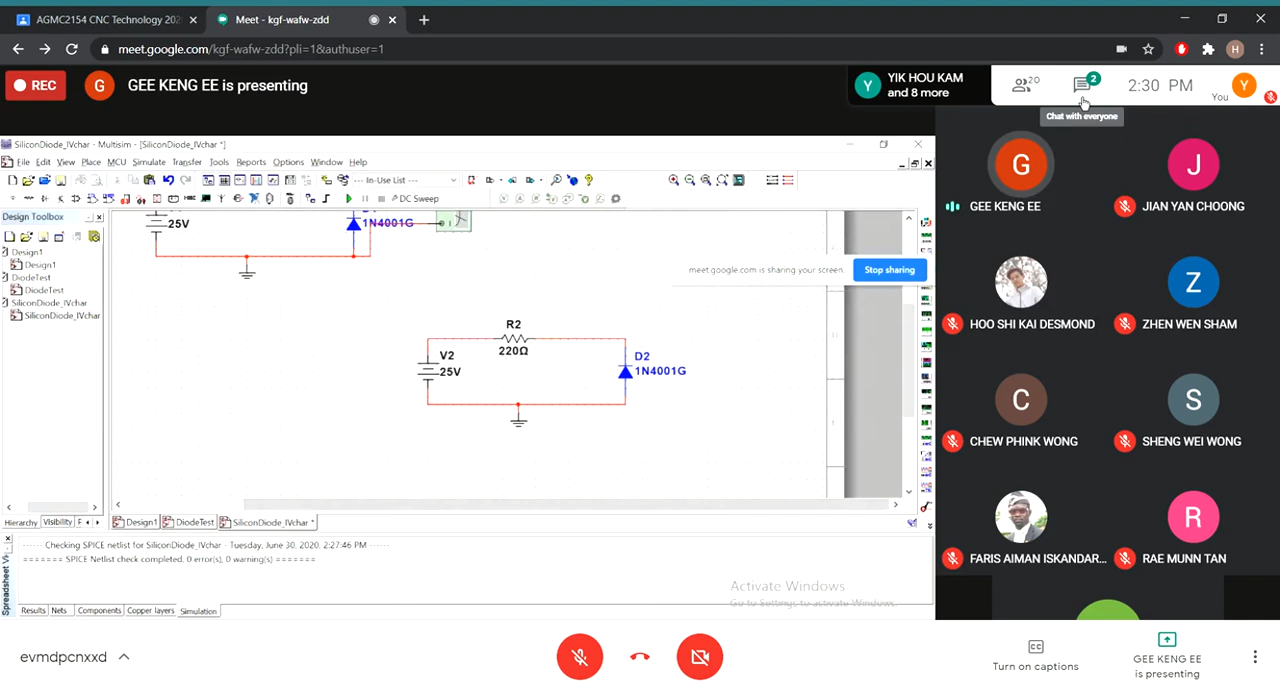 AGMC2154 CNC Technology 202
Meet - kgf-wafw-zdd
meet.google.com/kgf-wafw-zdd?pli=1&authuser=1
H
REC
G
GEE KENG EE is presenting
Y
YIK HOU KAM
and 8 more
20
2
2:30 PM
You
Y
Chat with everyone
SiliconDiode_IVchar - Multisim - [SiliconDiode_IVchar *]
File Edit View Place MCU Simulate Transfer Tools Reports Options Window Help
--- In-Use List ---
DC Sweep
Design Toolbox
Design1
Design1
DiodeTest
DiodeTest
SiliconDiode_IVchar
SiliconDiode_IVchar
25V
1N4001G
meet.google.com is sharing your screen.
Stop sharing
R2
220Ω
V2
25V
D2
1N4001G
Hierarchy Visibility
Design1 DiodeTest SiliconDiode_IVchar *
Spreadsheet Vi
------ Checking SPICE netlist for SiliconDiode_IVchar - Tuesday, June 30, 2020, 2:27:46 PM ------
======= SPICE Netlist check completed, 0 error(s), 0 warning(s) =======
Results Nets Components Copper layers Simulation
Activate Windows
Go to Settings to activate Windows.
G
GEE KENG EE
J
JIAN YAN CHOONG
HOO SHI KAI DESMOND
Z
ZHEN WEN SHAM
C
CHEW PHINK WONG
S
SHENG WEI WONG
FARIS AIMAN ISKANDAR...
R
RAE MUNN TAN
evmdpcnxxd
CC
Turn on captions
GEE KENG EE
is presenting